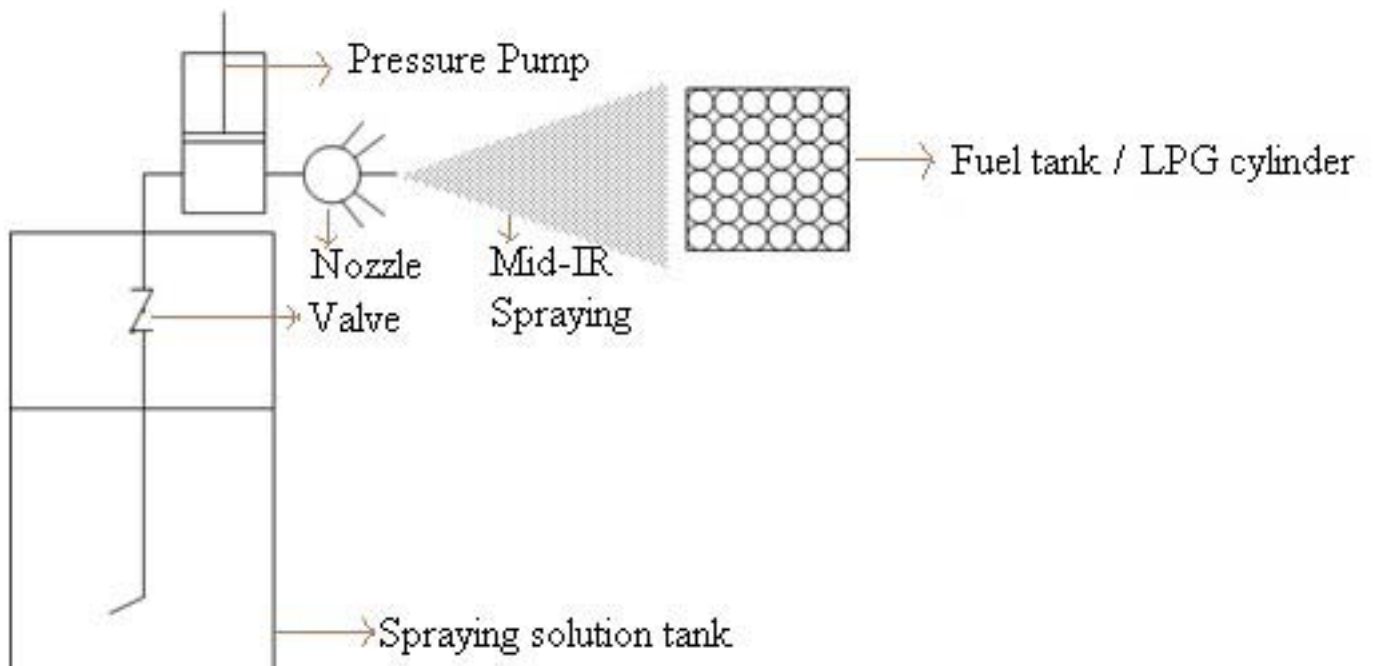 Pressure Pump
Fuel tank / LPG cylinder
Nozzle
Mid-IR
Spraying
Valve
Spraying solution tank